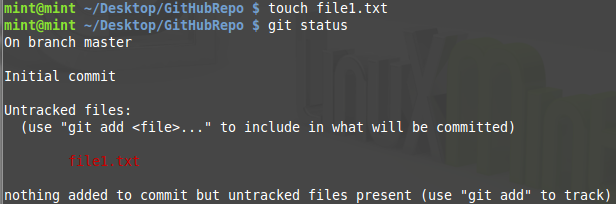 mint@mint ~/Desktop/GitHubRepo $ touch file1.txt
mint@mint ~/Desktop/GitHubRepo $ git status
On branch master
Initial commit
Untracked files:
(use "git add <file>..." to include in what will be committed)
file1.txt
nothing added to commit but untracked files present (use "git add" to track)